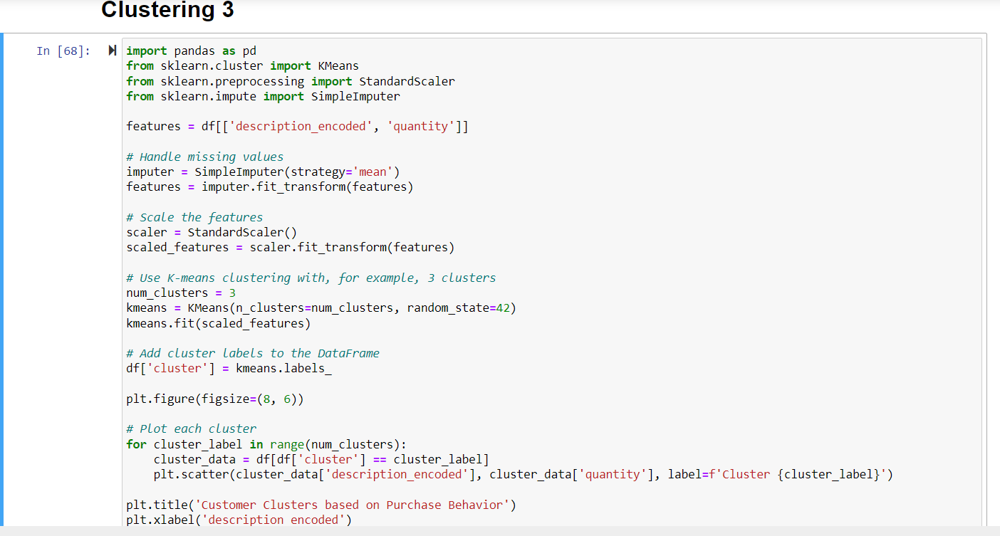 Clustering 3
In [68]:
import pandas as pd
from sklearn.cluster import KMeans
from sklearn.preprocessing import StandardScaler
from sklearn.impute import SimpleImputer
features = df[['description_encoded', 'quantity']]
# Handle missing values
imputer = SimpleImputer(strategy='mean')
features = imputer.fit_transform(features)
# Scale the features
scaler = StandardScaler()
scaled_features = scaler.fit_transform(features)
# Use K-means clustering with, for example, 3 clusters
num_clusters = 3
kmeans = KMeans(n_clusters=num_clusters, random_state=42)
kmeans.fit(scaled_features)
# Add cluster labels to the DataFrame
df['cluster'] = kmeans.labels_
plt.figure(figsize=(8, 6))
# Plot each cluster
for cluster_label in range(num_clusters):
    cluster_data = df[df['cluster'] == cluster_label]
    plt.scatter(cluster_data['description_encoded'], cluster_data['quantity'], label=f'Cluster {cluster_label}')
plt.title('Customer Clusters based on Purchase Behavior')
plt.xlabel('description encoded')